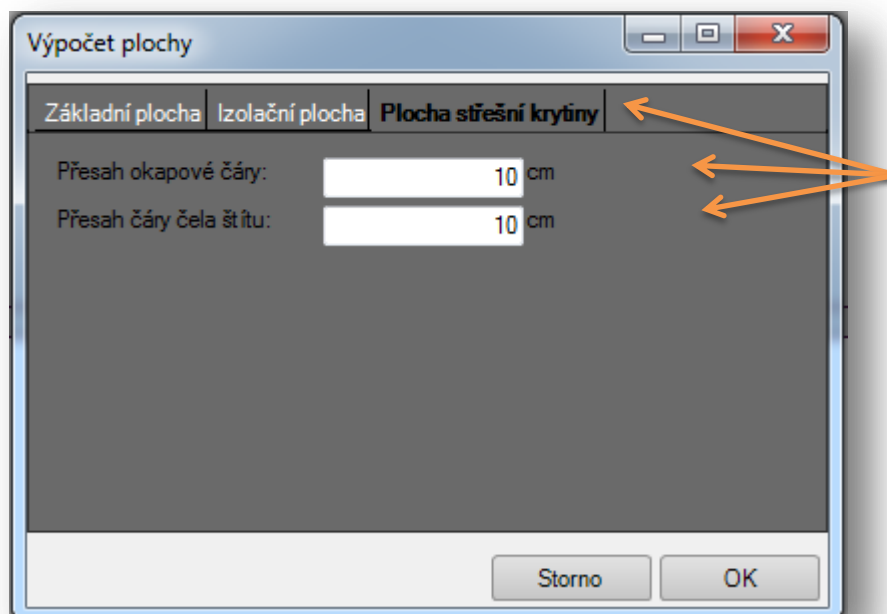 Výpočet plochy
Základní plocha Izolační plocha Plocha střešní krytiny
Přesah okapové čáry: 10 cm
Přesah čáry čela štítu: 10 cm
Storno OK